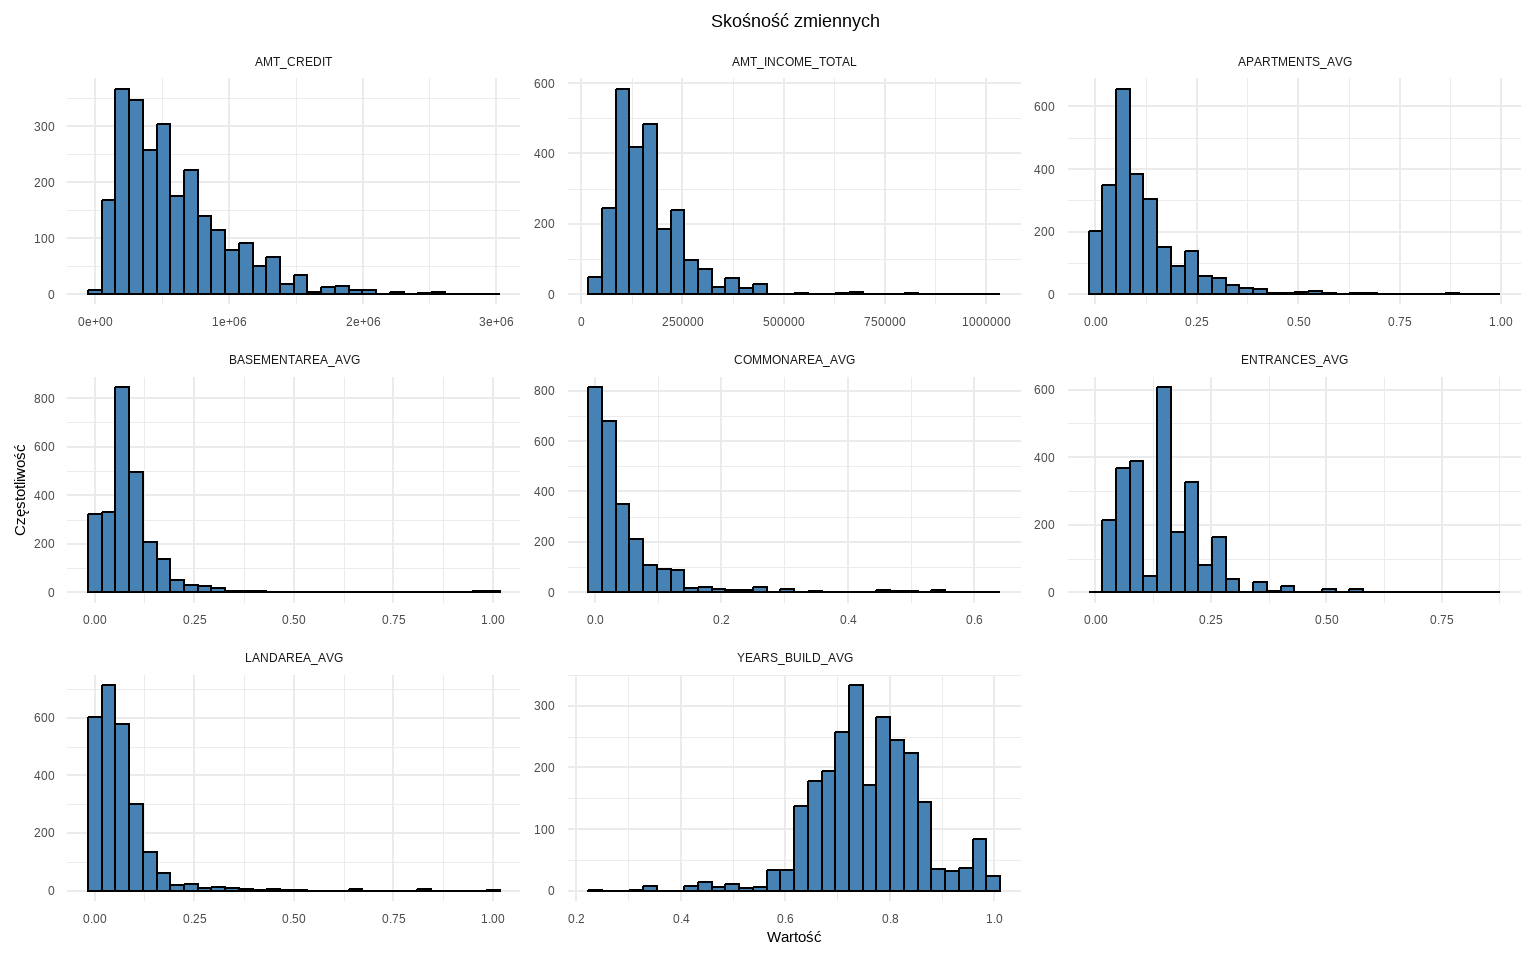 Skośność zmiennych
AMT_CREDIT
AMT_INCOME_TOTAL
APARTMENTS_AVG
300
200
100
0
0e+00 1e+06 2e+06 3e+06
600
400
200
0
0 250000 500000 750000 1000000
600
400
200
0
0.00 0.25 0.50 0.75 1.00
BASEMENTAREA_AVG
COMMONAREA_AVG
ENTRANCES_AVG
Częstotliwość
800
600
400
200
0
0.00 0.25 0.50 0.75 1.00
800
600
400
200
0
0.0 0.2 0.4 0.6
600
400
200
0
0.00 0.25 0.50 0.75
LANDAREA_AVG
YEARS_BUILD_AVG
600
400
200
0
0.00 0.25 0.50 0.75 1.00
300
200
100
0
0.2 0.4 0.6 0.8 1.0
Wartość